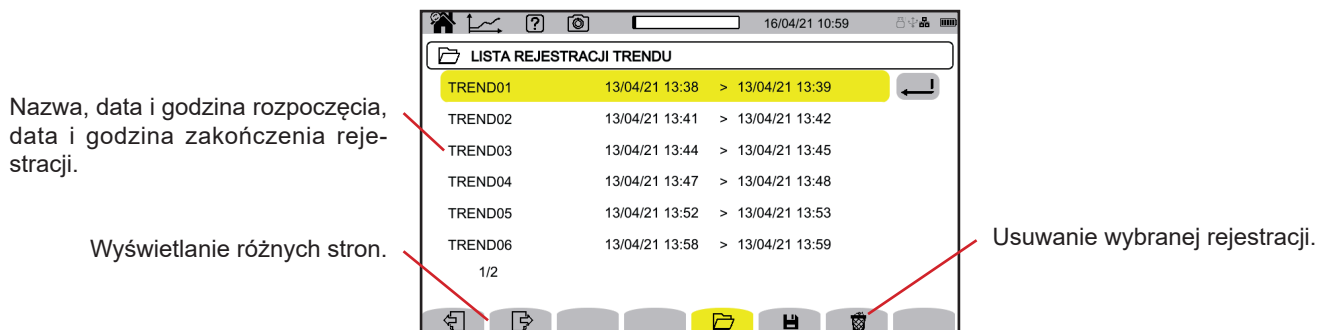 16/04/21 10:59
LISTA REJESTRACJI TRENDU
TREND01 13/04/21 13:38 > 13/04/21 13:39
TREND02 13/04/21 13:41 > 13/04/21 13:42
TREND03 13/04/21 13:44 > 13/04/21 13:45
TREND04 13/04/21 13:47 > 13/04/21 13:48
TREND05 13/04/21 13:52 > 13/04/21 13:53
TREND06 13/04/21 13:58 > 13/04/21 13:59
1/2
Nazwa, data i godzina rozpoczęcia,
data i godzina zakończenia reje-
stracji.
Wyświetlanie różnych stron.
Usuwanie wybranej rejestracji.